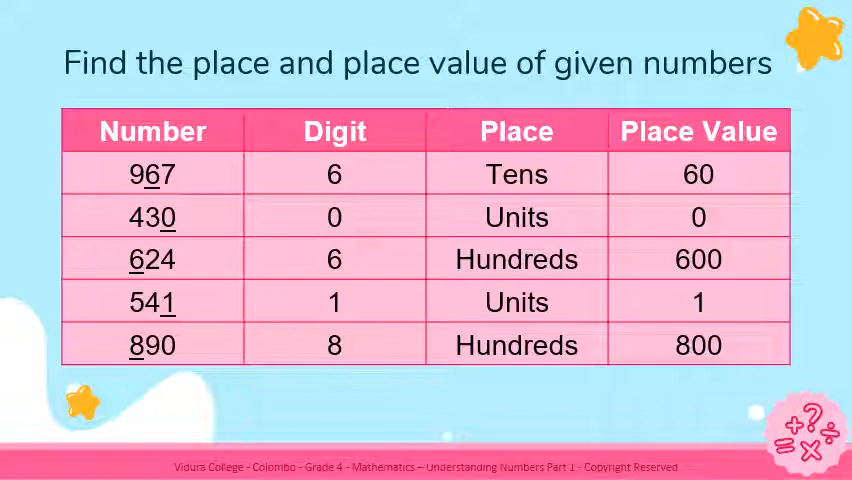 Find the place and place value of given numbers
Number Digit Place Place Value
967 6 Tens 60
430 0 Units 0
624 6 Hundreds 600
541 1 Units 1
890 8 Hundreds 800
Vidura College - Colombo - Grade 4 - Mathematics – Understanding Numbers Part 1 - Copyright Reserved